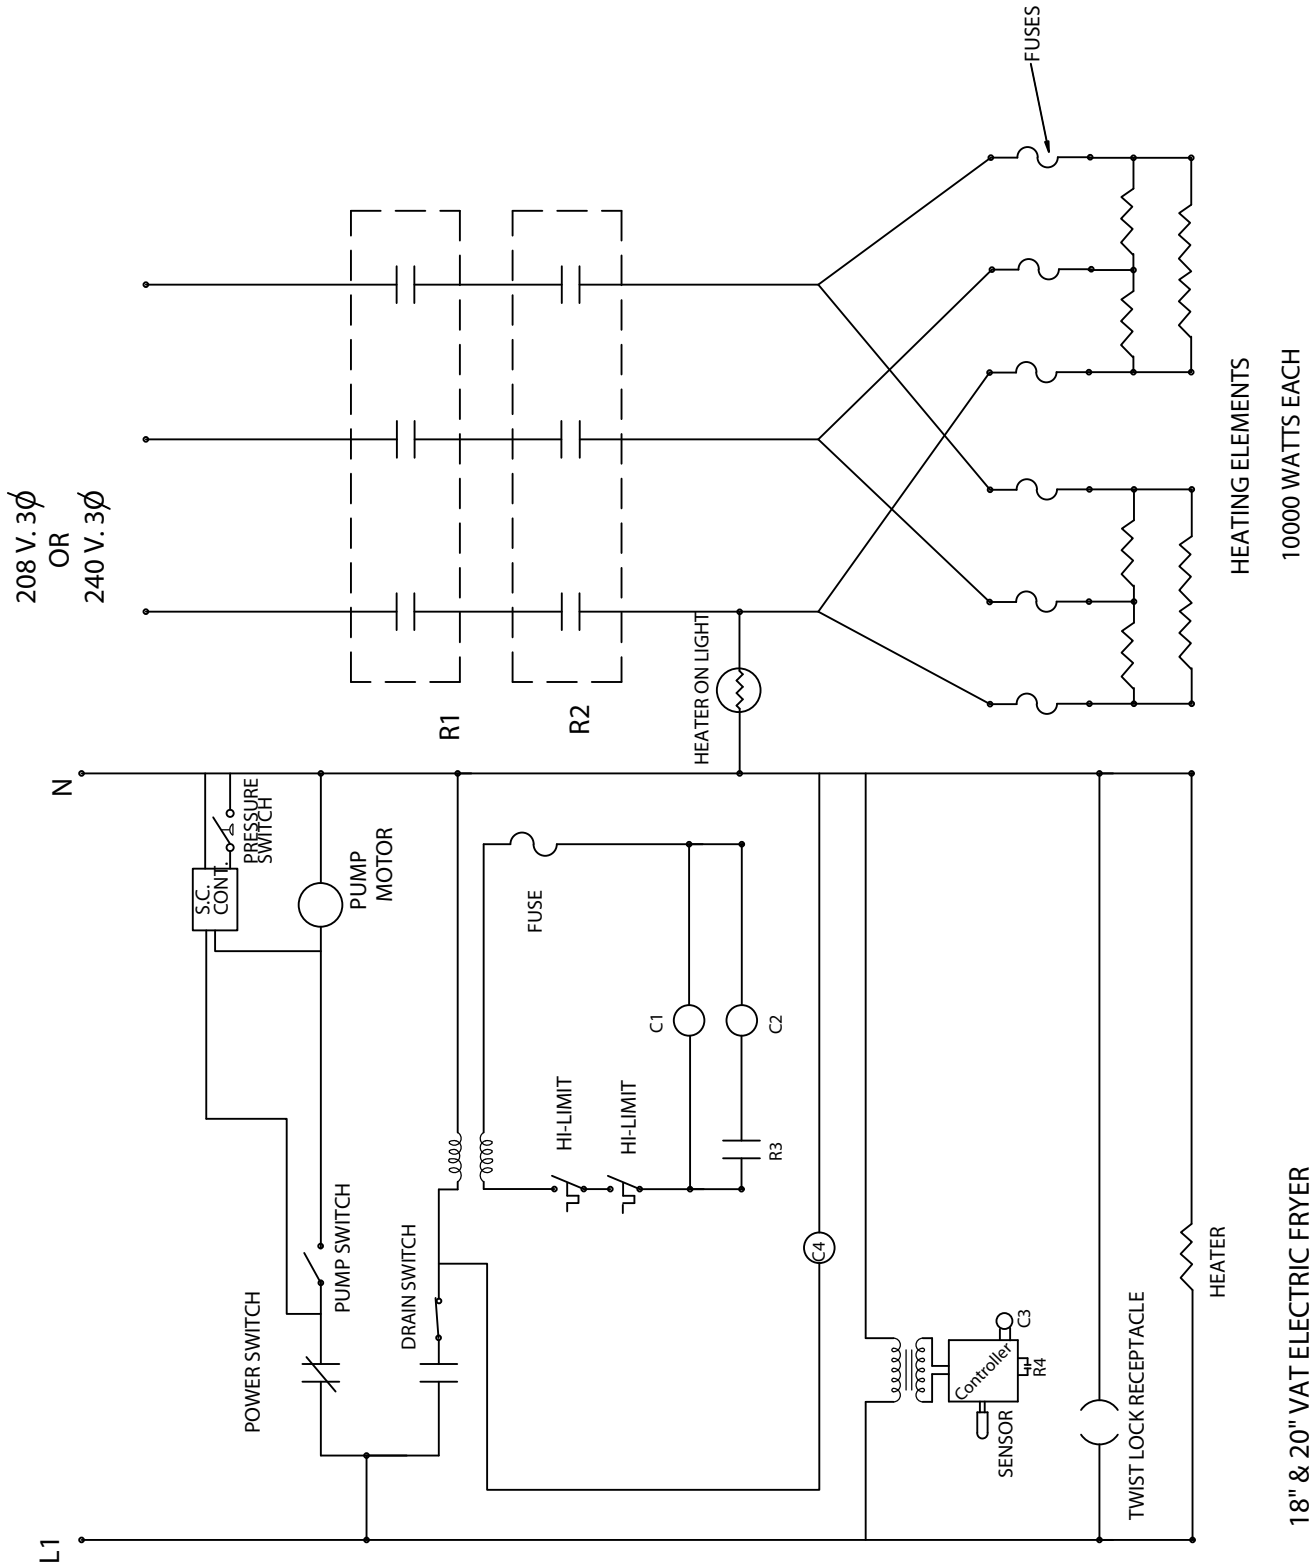 208 V. 3Ø
OR
240 V. 3Ø
FUSES
R1
R2
HEATER ON LIGHT
HEATING ELEMENTS
10000 WATTS EACH
N
S.C.
CONT.
PRESSURE
SWITCH
PUMP
MOTOR
FUSE
C1
C2
HI-LIMIT
HI-LIMIT
R3
POWER SWITCH
PUMP SWITCH
DRAIN SWITCH
C4
Controller
C3
R4
SENSOR
TWIST LOCK RECEPTACLE
HEATER
L1
18" & 20" VAT ELECTRIC FRYER